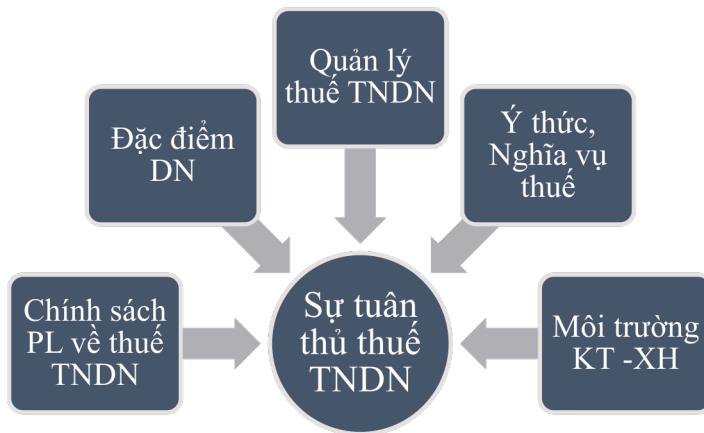 Quản lý
thuế TNDN
Đặc điểm
DN
Ý thức,
Nghĩa vụ
thuế
Chính sách
PL về thuế
TNDN
Sự tuân
thủ thuế
TNDN
Môi trường
KT -XH